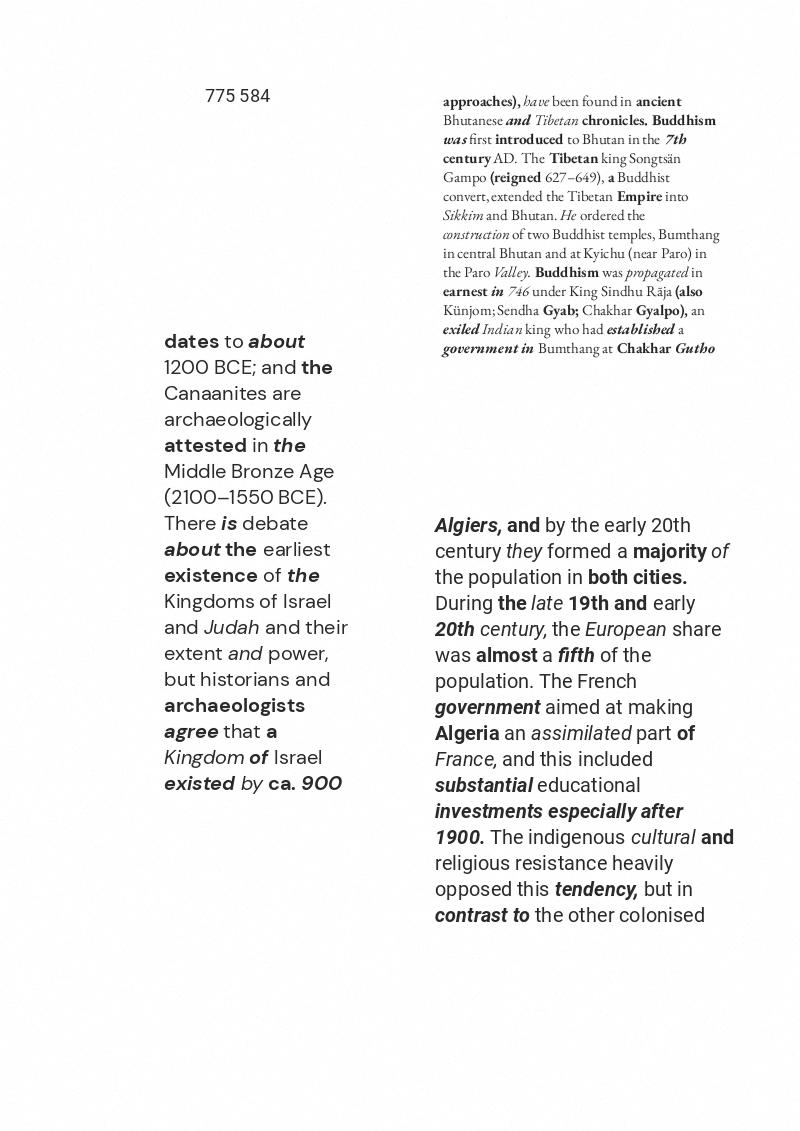 775 584
dates to about
1200 BCE; and the
Canaanites are
archaeologically
attested in the
Middle Bronze Age
(2100–1550 BCE).
There is debate
about the earliest
existence of the
Kingdoms of Israel
and Judah and their
extent and power,
but historians and
archaeologists
agree that a
Kingdom of Israel
existed by ca. 900
approaches), have been found in ancient
Bhutanese and Tibetan chronicles. Buddhism
was first introduced to Bhutan in the 7th
century AD. The Tibetan king Songtsän
Gampo (reigned 627–649), a Buddhist
convert, extended the Tibetan Empire into
Sikkim and Bhutan. He ordered the
construction of two Buddhist temples, Bumthang
in central Bhutan and at Kyichu (near Paro) in
the Paro Valley. Buddhism was propagated in
earnest in 746 under King Sindhu Rāja (also
Künjom; Sendha Gyab; Chakhar Gyalpo), an
exiled Indian king who had established a
government in Bumthang at Chakhar Gutho
Algiers, and by the early 20th
century they formed a majority of
the population in both cities.
During the late 19th and early
20th century, the European share
was almost a fifth of the
population. The French
government aimed at making
Algeria an assimilated part of
France, and this included
substantial educational
investments especially after
1900. The indigenous cultural and
religious resistance heavily
opposed this tendency, but in
contrast to the other colonised